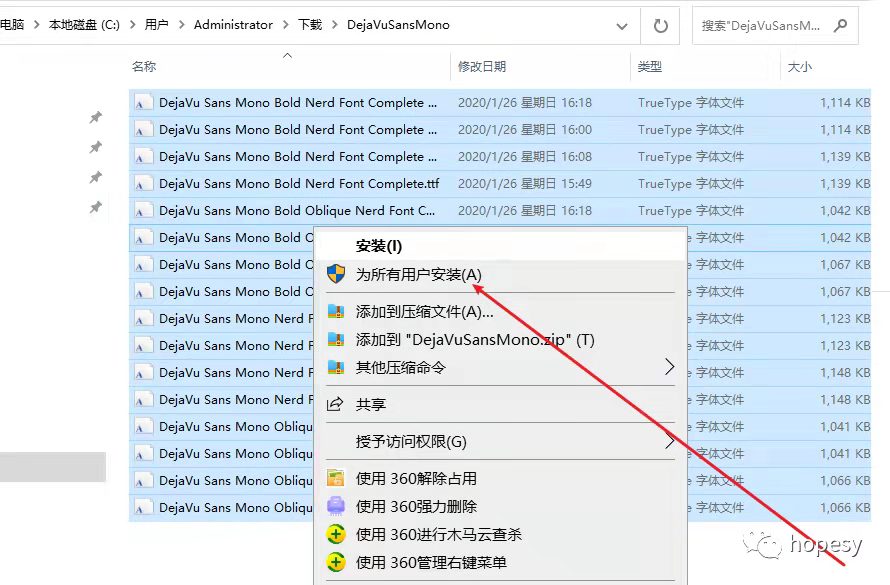 电脑 > 本地磁盘 (C:) > 用户 > Administrator > 下载 > DejaVuSansMono
搜索"DejaVuSansM...
名称 修改日期 类型 大小
DejaVu Sans Mono Bold Nerd Font Complete ... 2020/1/26 星期日 16:18 TrueType 字体文件 1,114 KB
DejaVu Sans Mono Bold Nerd Font Complete ... 2020/1/26 星期日 16:00 TrueType 字体文件 1,114 KB
DejaVu Sans Mono Bold Nerd Font Complete ... 2020/1/26 星期日 16:08 TrueType 字体文件 1,139 KB
DejaVu Sans Mono Bold Nerd Font Complete.ttf 2020/1/26 星期日 15:49 TrueType 字体文件 1,139 KB
DejaVu Sans Mono Bold Oblique Nerd Font C... 2020/1/26 星期日 16:18 TrueType 字体文件 1,042 KB
DejaVu Sans Mono Bold O e 字体文件 1,042 KB
DejaVu Sans Mono Bold O e 字体文件 1,067 KB
DejaVu Sans Mono Bold O e 字体文件 1,067 KB
DejaVu Sans Mono Nerd F e 字体文件 1,123 KB
DejaVu Sans Mono Nerd F e 字体文件 1,123 KB
DejaVu Sans Mono Nerd F e 字体文件 1,148 KB
DejaVu Sans Mono Nerd F e 字体文件 1,148 KB
DejaVu Sans Mono Obliqu e 字体文件 1,041 KB
DejaVu Sans Mono Obliqu e 字体文件 1,041 KB
DejaVu Sans Mono Obliqu e 字体文件 1,066 KB
DejaVu Sans Mono Obliqu e 字体文件 1,066 KB
安装(I)
为所有用户安装(A)
添加到压缩文件(A)...
添加到 "DejaVuSansMono.zip" (T)
其他压缩命令
共享
授予访问权限(G)
使用 360解除占用
使用 360强力删除
使用 360进行木马云查杀
使用 360管理右键菜单
hopesy